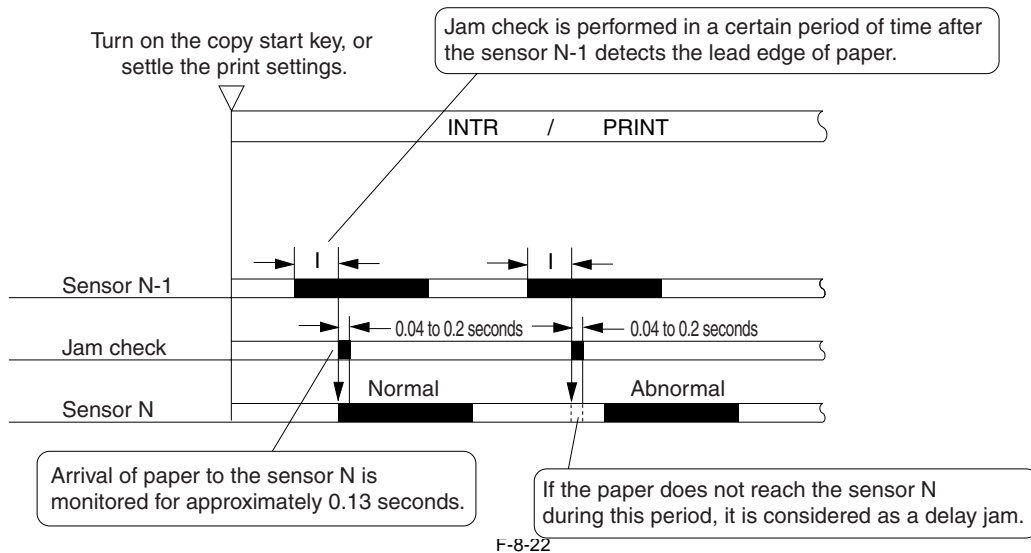 Turn on the copy start key, or
settle the print settings.
Jam check is performed in a certain period of time after
the sensor N-1 detects the lead edge of paper.
INTR / PRINT
I
I
Sensor N-1
0.04 to 0.2 seconds
0.04 to 0.2 seconds
Jam check
Normal
Abnormal
Sensor N
Arrival of paper to the sensor N is
monitored for approximately 0.13 seconds.
If the paper does not reach the sensor N
during this period, it is considered as a delay jam.
F-8-22